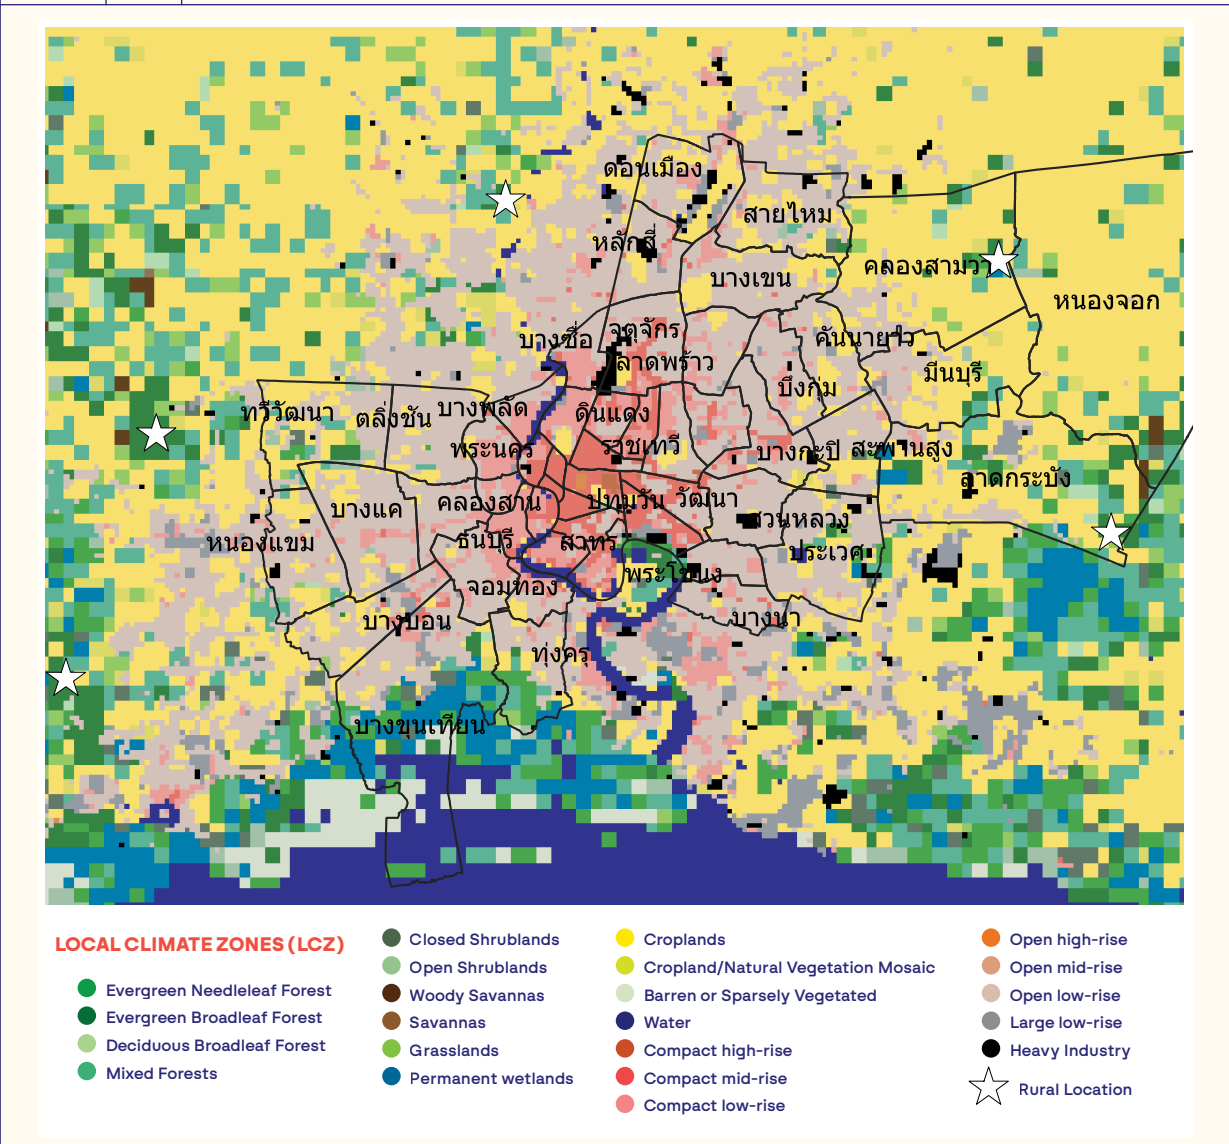 ดอนเมือง
สายไหม
หลักสี่
คลองสามวา
บางเขน
หนองจอก
จตุจักร
บางซื่อ
คันนายาว
ลาดพร้าว
มีนบุรี
บึงกุ่ม
ทวีวัฒนา
ตลิ่งชัน
บางพลัด
ดินแดง
พระนคร
ราชเทวี
บางกะปิ
สะพานสูง
ลาดกระบัง
บางแค
คลองสาน
ปทุมวัน
วัฒนา
สวนหลวง
หนองแขม
ธนบุรี
สาทร
ประเวศ
พระโขนง
จอมทอง
บางบอน
บางนา
ทุ่งครุ
บางขุนเทียน
LOCAL CLIMATE ZONES (LCZ)
Evergreen Needleleaf Forest
Evergreen Broadleaf Forest
Deciduous Broadleaf Forest
Mixed Forests
Closed Shrublands
Open Shrublands
Woody Savannas
Savannas
Grasslands
Permanent wetlands
Croplands
Cropland/Natural Vegetation Mosaic
Barren or Sparsely Vegetated
Water
Compact high-rise
Compact mid-rise
Compact low-rise
Open high-rise
Open mid-rise
Open low-rise
Large low-rise
Heavy Industry
Rural Location